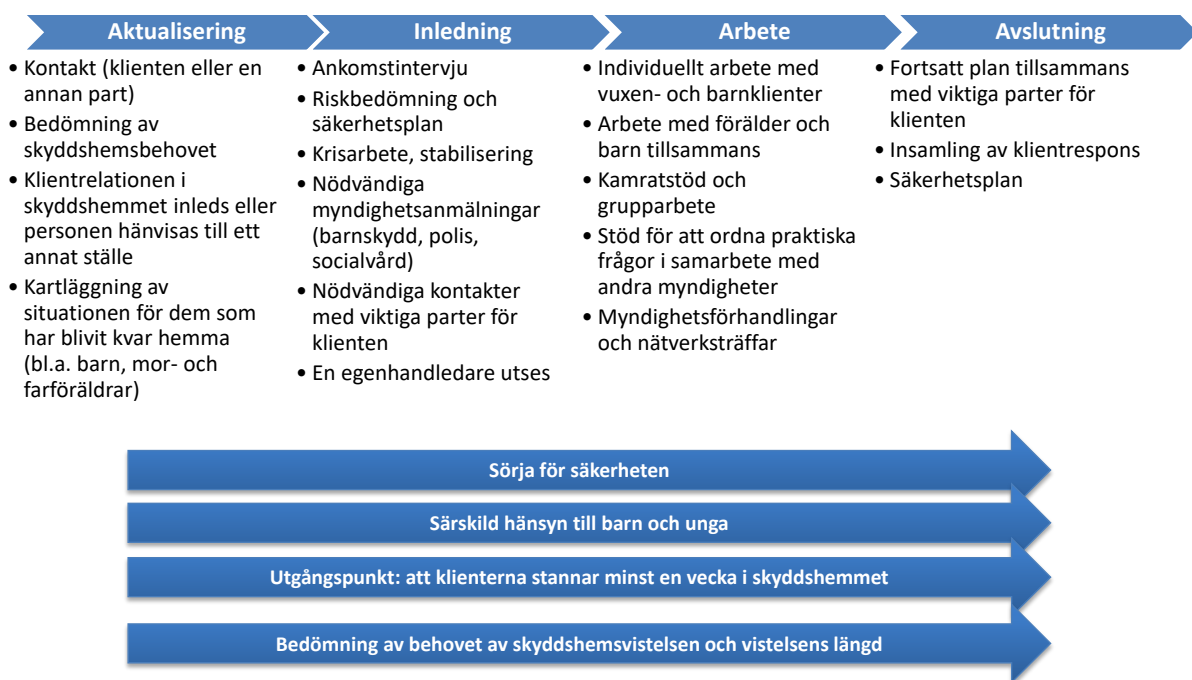 Aktualisering
• Kontakt (klienten eller en
annan part)
• Bedömning av
skyddshemsbehovet
• Klientrelationen i
skyddshemmet inleds eller
personen hänvisas till ett
annat ställe
• Kartläggning av
situationen för dem som
har blivit kvar hemma
(bl.a. barn, mor- och
farföräldrar)
Inledning
• Ankomstintervju
• Riskbedömning och
säkerhetsplan
• Krisarbete, stabilisering
• Nödvändiga
myndighetsanmälningar
(barnskydd, polis,
socialvård)
• Nödvändiga kontakter
med viktiga parter för
klienten
• En egenhandledare utses
Arbete
• Individuellt arbete med
vuxen- och barnklienter
• Arbete med förälder och
barn tillsammans
• Kamratstöd och
grupparbete
• Stöd för att ordna praktiska
frågor i samarbete med
andra myndigheter
• Myndighetsförhandlingar
och nätverksträffar
Avslutning
• Fortsatt plan tillsammans
med viktiga parter för
klienten
• Insamling av klientrespons
• Säkerhetsplan
Sörja för säkerheten
Särskild hänsyn till barn och unga
Utgångspunkt: att klienterna stannar minst en vecka i skyddshemmet
Bedömning av behovet av skyddshemsvistelsen och vistelsens längd